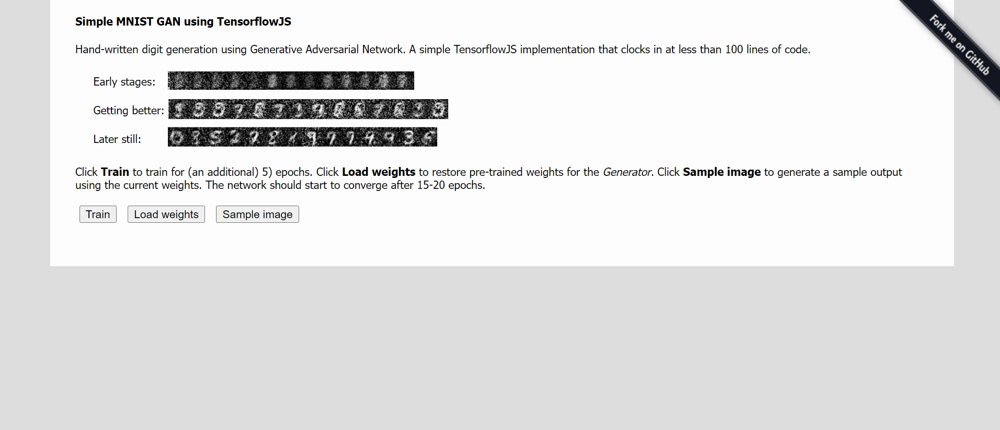 Simple MNIST GAN using TensorflowJS
Fork me on GitHub
Hand-written digit generation using Generative Adversarial Network. A simple TensorflowJS implementation that clocks in at less than 100 lines of code.
Early stages:
Getting better:
Later still:
Click Train to train for (an additional) 5) epochs. Click Load weights to restore pre-trained weights for the Generator. Click Sample image to generate a sample output
using the current weights. The network should start to converge after 15-20 epochs.
Train Load weights Sample image